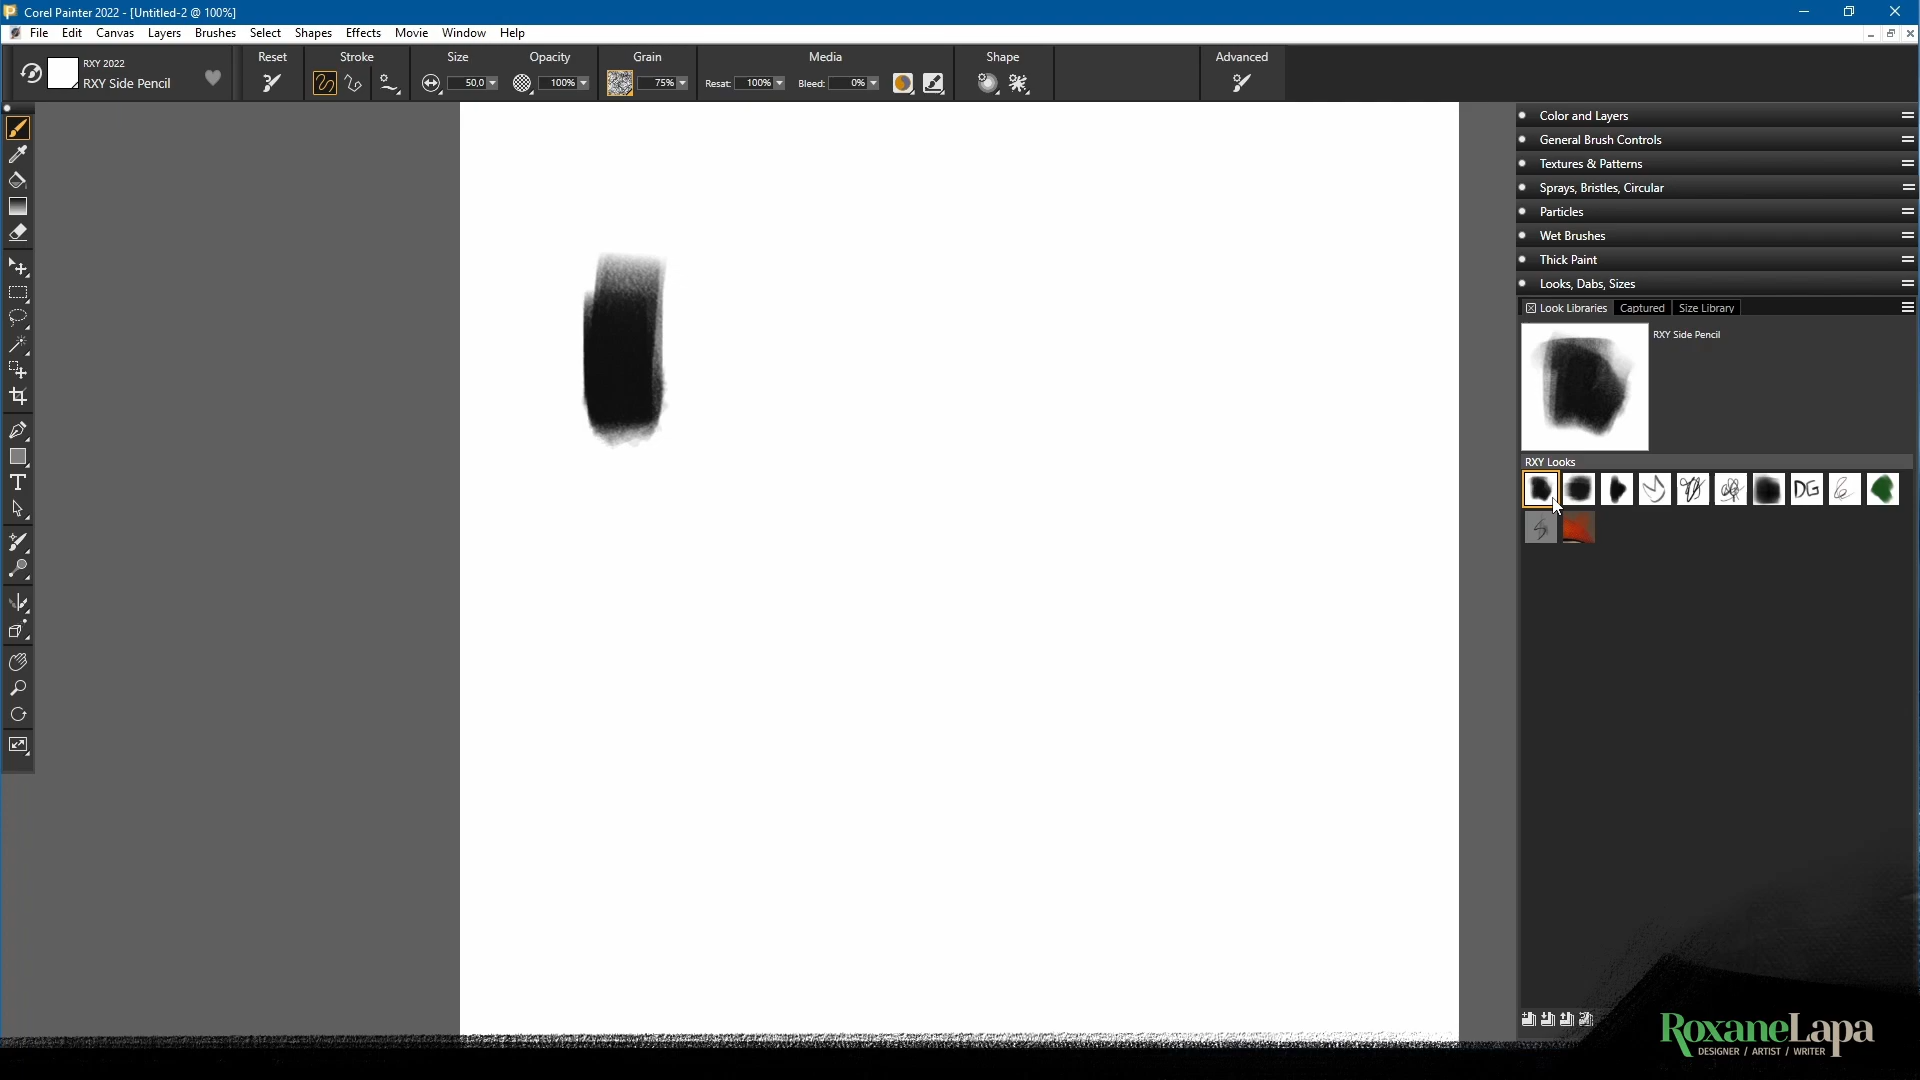 Corel Painter 2022 - [Untitled-2 @ 100%]
File Edit Canvas Layers Brushes Select Shapes Effects Movie Window Help
RXY 2022
RXY Side Pencil
Reset Stroke Size Opacity Grain Media Shape Advanced
50,0 100% 75% Resat: 100% Bleed: 0%
Color and Layers
General Brush Controls
Textures & Patterns
Sprays, Bristles, Circular
Particles
Wet Brushes
Thick Paint
Looks, Dabs, Sizes
Look Libraries Captured Size Library
RXY Side Pencil
RXY Looks
DG
T
RoxaneLapa
DESIGNER / ARTIST / WRITER